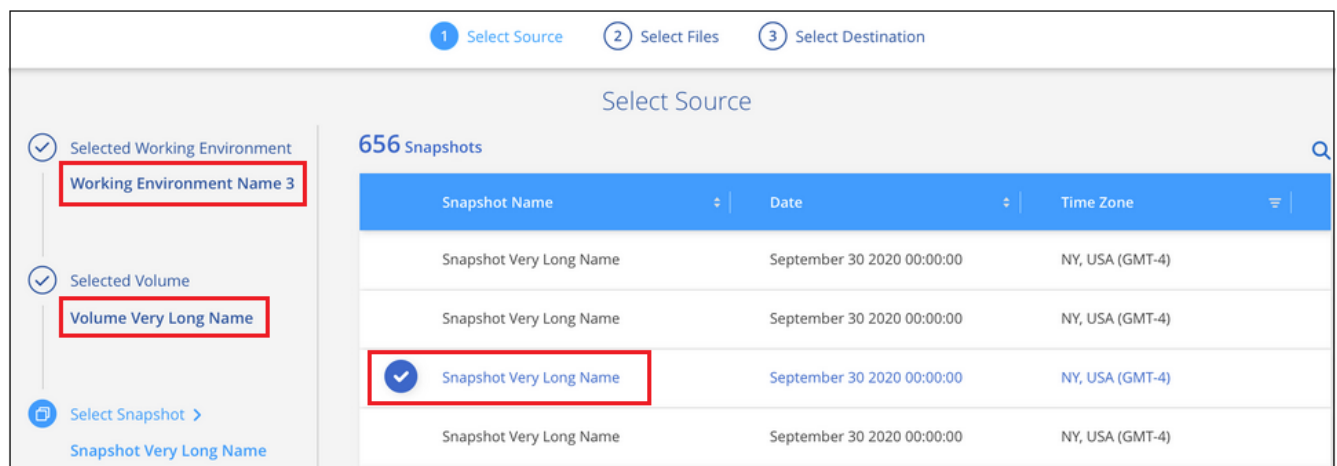 1 Select Source 2 Select Files 3 Select Destination
Select Source
Selected Working Environment
Working Environment Name 3
Selected Volume
Volume Very Long Name
Select Snapshot >
Snapshot Very Long Name
656 Snapshots
Snapshot Name Date Time Zone
Snapshot Very Long Name September 30 2020 00:00:00 NY, USA (GMT-4)
Snapshot Very Long Name September 30 2020 00:00:00 NY, USA (GMT-4)
Snapshot Very Long Name September 30 2020 00:00:00 NY, USA (GMT-4)
Snapshot Very Long Name September 30 2020 00:00:00 NY, USA (GMT-4)